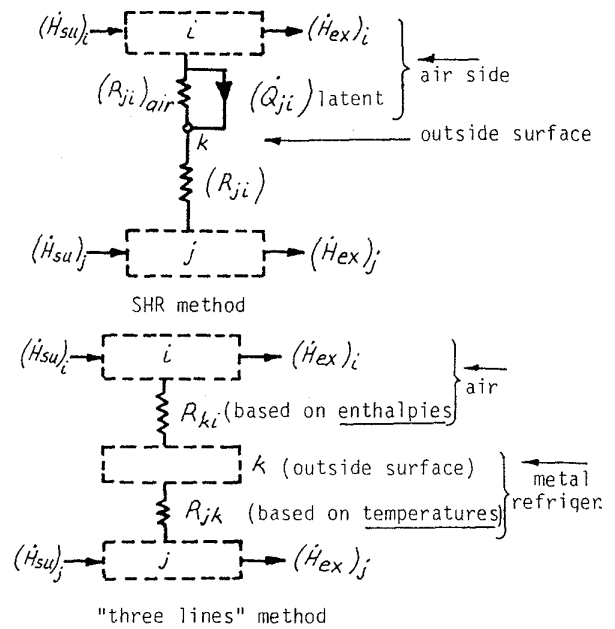 (Ḣsu)i i (Ḣex)i
air side
(Rji)air (Q̇ji) latent
k outside surface
(Rji)
(Ḣsu)j j (Ḣex)j
SHR method
(Ḣsu)i i (Ḣex)i
air
Rki (based on enthalpies)
k (outside surface)
metal
refriger.
Rjk (based on temperatures)
(Ḣsu)j j (Ḣex)j
"three lines" method